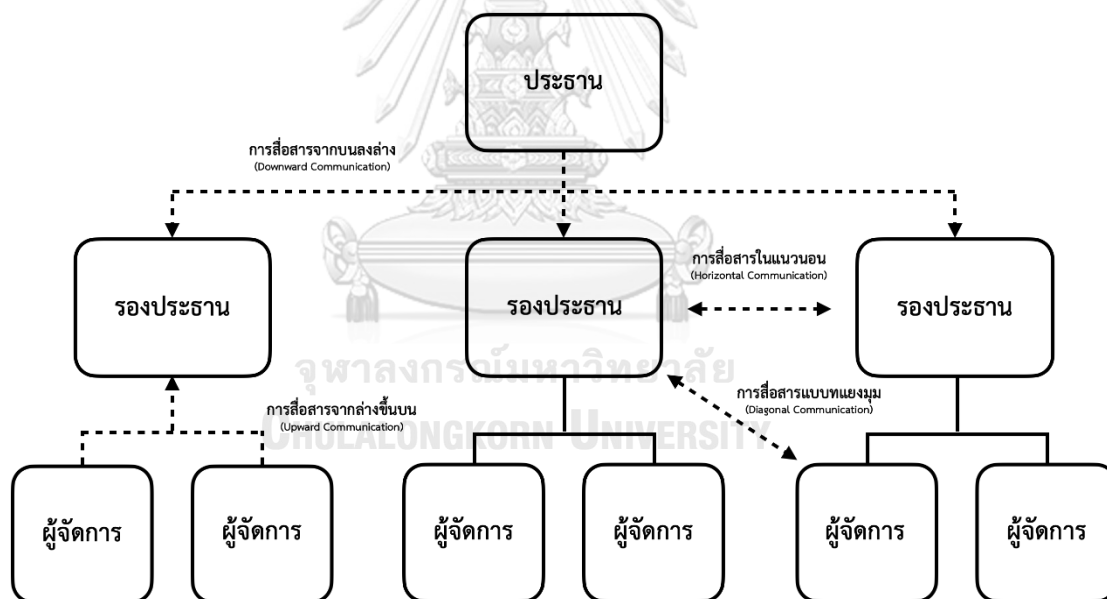 ประธาน
การสื่อสารจากบนลงล่าง
(Downward Communication)
การสื่อสารในแนวนอน
(Horizontal Communication)
รองประธาน
รองประธาน
รองประธาน
จุฬาลงกรณ์มหาวิทยาลัย
CHULALONGKORN UNIVERSITY
การสื่อสารแบบทแยงมุม
(Diagonal Communication)
การสื่อสารจากล่างขึ้นบน
(Upward Communication)
ผู้จัดการ
ผู้จัดการ
ผู้จัดการ
ผู้จัดการ
ผู้จัดการ
ผู้จัดการ